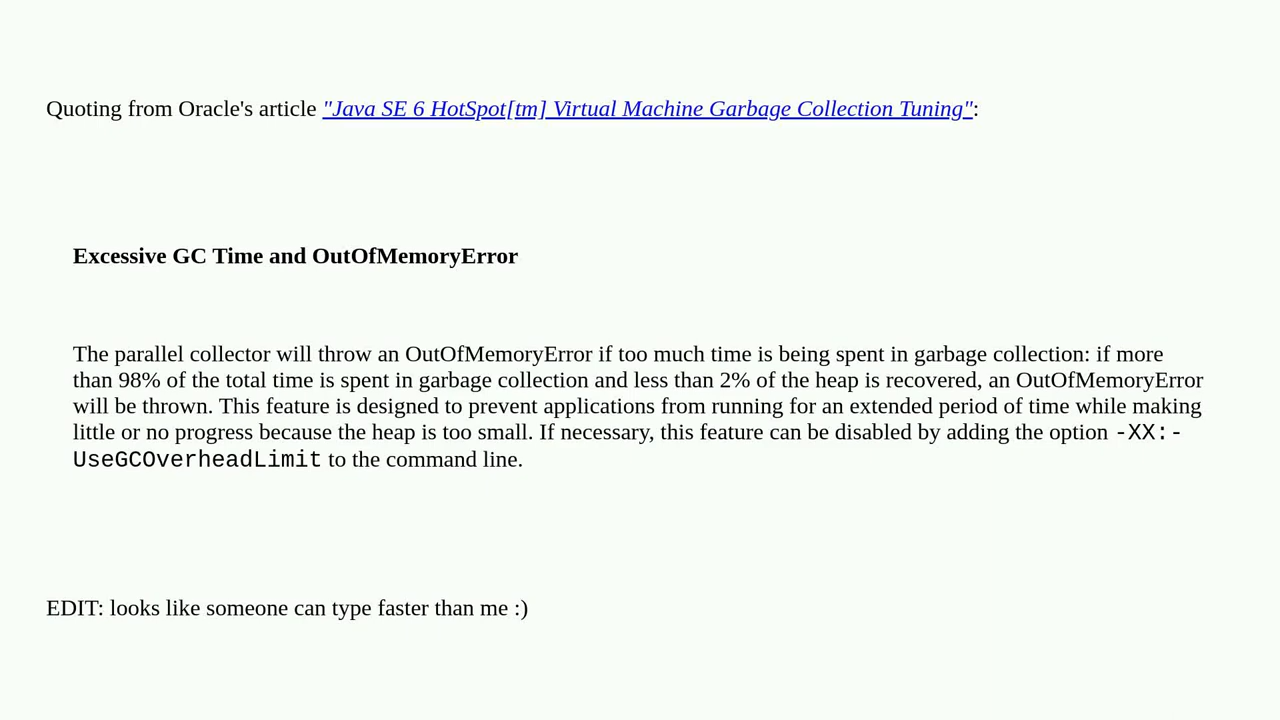 Quoting from Oracle's article "Java SE 6 HotSpot[tm] Virtual Machine Garbage Collection Tuning":
Excessive GC Time and OutOfMemoryError
The parallel collector will throw an OutOfMemoryError if too much time is being spent in garbage collection: if more
than 98% of the total time is spent in garbage collection and less than 2% of the heap is recovered, an OutOfMemoryError
will be thrown. This feature is designed to prevent applications from running for an extended period of time while making
little or no progress because the heap is too small. If necessary, this feature can be disabled by adding the option -XX:-
UseGCOverheadLimit to the command line.
EDIT: looks like someone can type faster than me :)